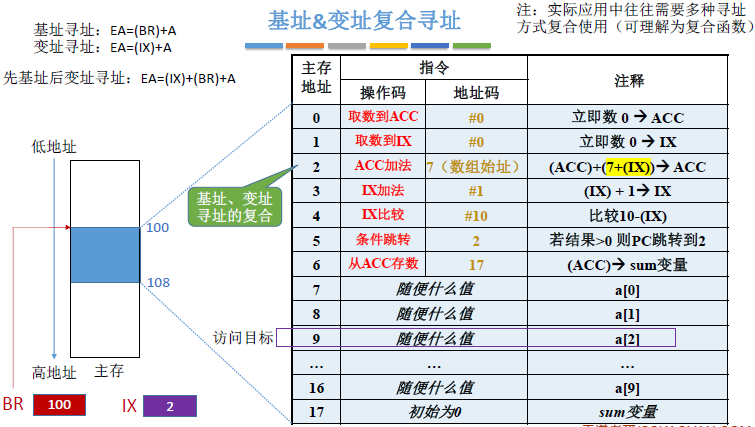 基址&变址复合寻址
注：实际应用中往往需要多种寻址
方式复合使用（可理解为复合函数）
基址寻址：EA=(BR)+A
变址寻址：EA=(IX)+A
先基址后变址寻址：EA=(IX)+(BR)+A
主存地址 指令 注释
操作码 地址码
0 取数到ACC #0 立即数 0 → ACC
1 取数到IX #0 立即数 0 → IX
2 ACC加法 7（数组始址） (ACC)+(7+(IX))→ ACC
3 IX加法 #1 (IX) + 1→ IX
4 IX比较 #10 比较10-(IX)
5 条件跳转 2 若结果>0 则PC跳转到2
6 从ACC存数 17 (ACC)→ sum变量
7 随便什么值 a[0]
8 随便什么值 a[1]
9 随便什么值 a[2]
... ... ...
16 随便什么值 a[9]
17 初始为0 sum变量
低地址
基址、变址
寻址的复合
100
108
访问目标
高地址
主存
BR 100
IX 2